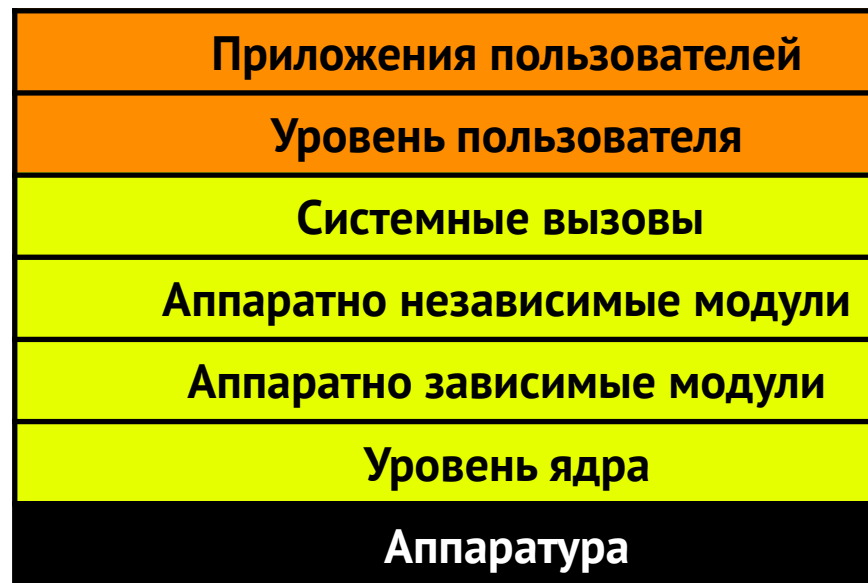 Приложения пользователей
Уровень пользователя
Системные вызовы
Аппаратно независимые модули
Аппаратно зависимые модули
Уровень ядра
Аппаратура